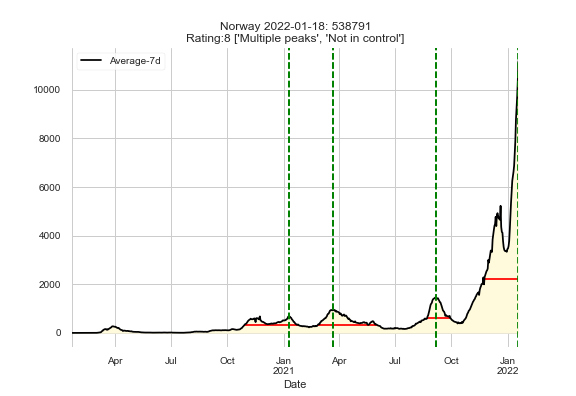 Norway 2022-01-18: 538791
Rating:8 ['Multiple peaks', 'Not in control']
Average-7d
10000
8000
6000
4000
2000
0
Apr
Jul
Oct
Jan
2021
Apr
Jul
Oct
Jan
2022
Date